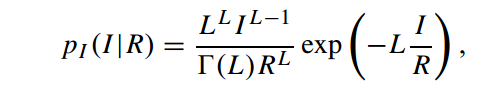 p_I(I|R) = \frac{L^L I^{L-1}}{\Gamma(L) R^L} \exp\left(-L\frac{I}{R}\right),